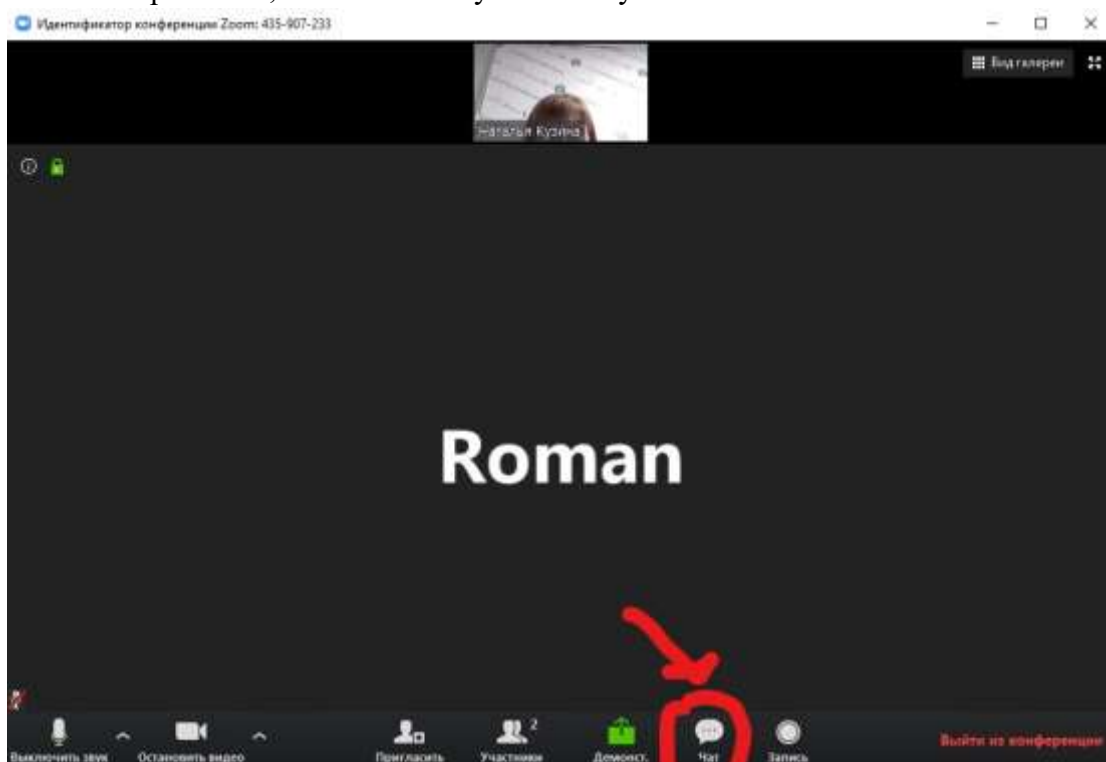 Идентификатор конференции Zoom: 435-907-233
Вид галереи
Наталья Кузина
Roman
2
Выключить звук
Остановить видео
Пригласить
Участники
Демонст.
Чат
Запись
Выйти из конференции